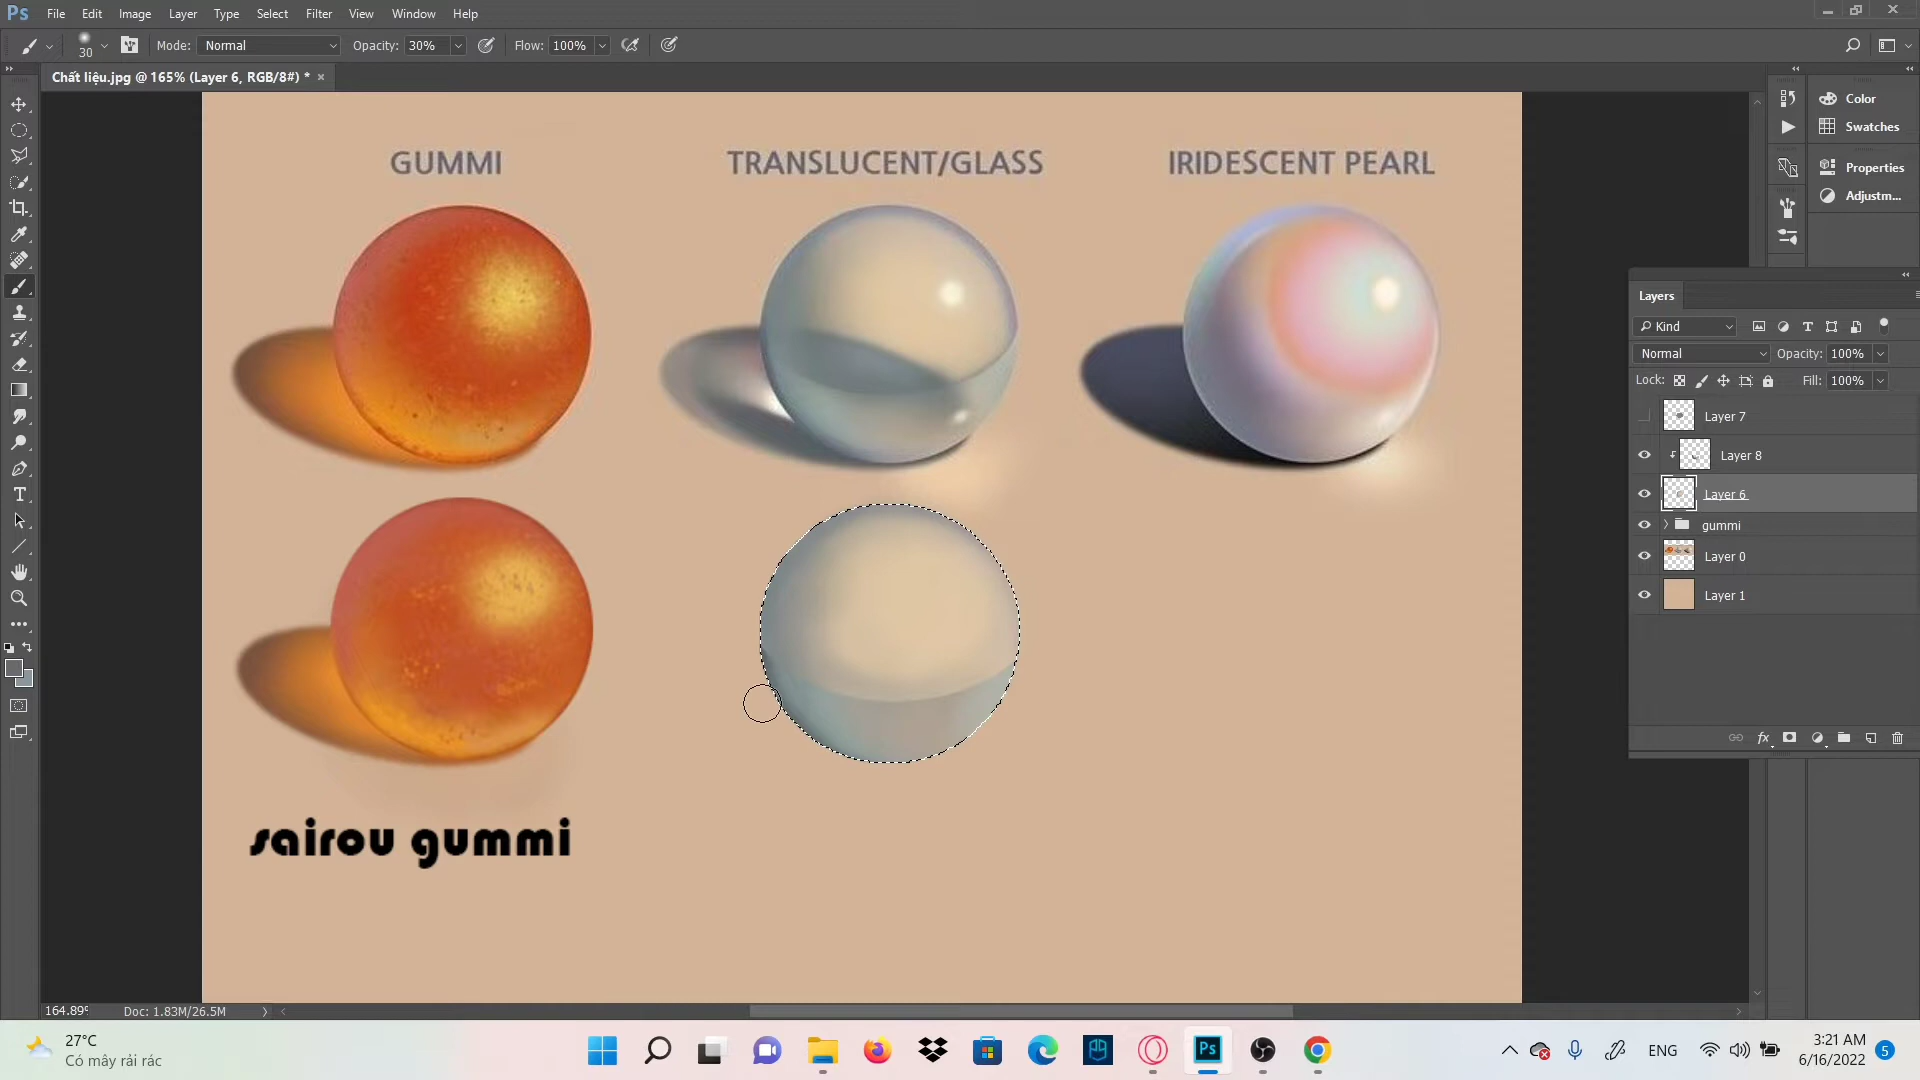 Ps File Edit Image Layer Type Select Filter 3D View Window Help
30 Mode: Normal Opacity: 30% Flow: 100%
Chất liệu.jpg @ 165% (Layer 6, RGB/8#) * ×
Color
Swatches
Properties
Adjustm...
GUMMI TRANSLUCENT/GLASS IRIDESCENT PEARL
sairou gummi
Layers
Kind
Normal Opacity: 100%
Lock: Fill: 100%
Layer 7
Layer 8
Layer 6
gummi
Layer 0
Layer 1
fx
164.89% Doc: 1.83M/26.5M
27°C
Có mây rải rác
Ps
ENG
3:21 AM
6/16/2022
5